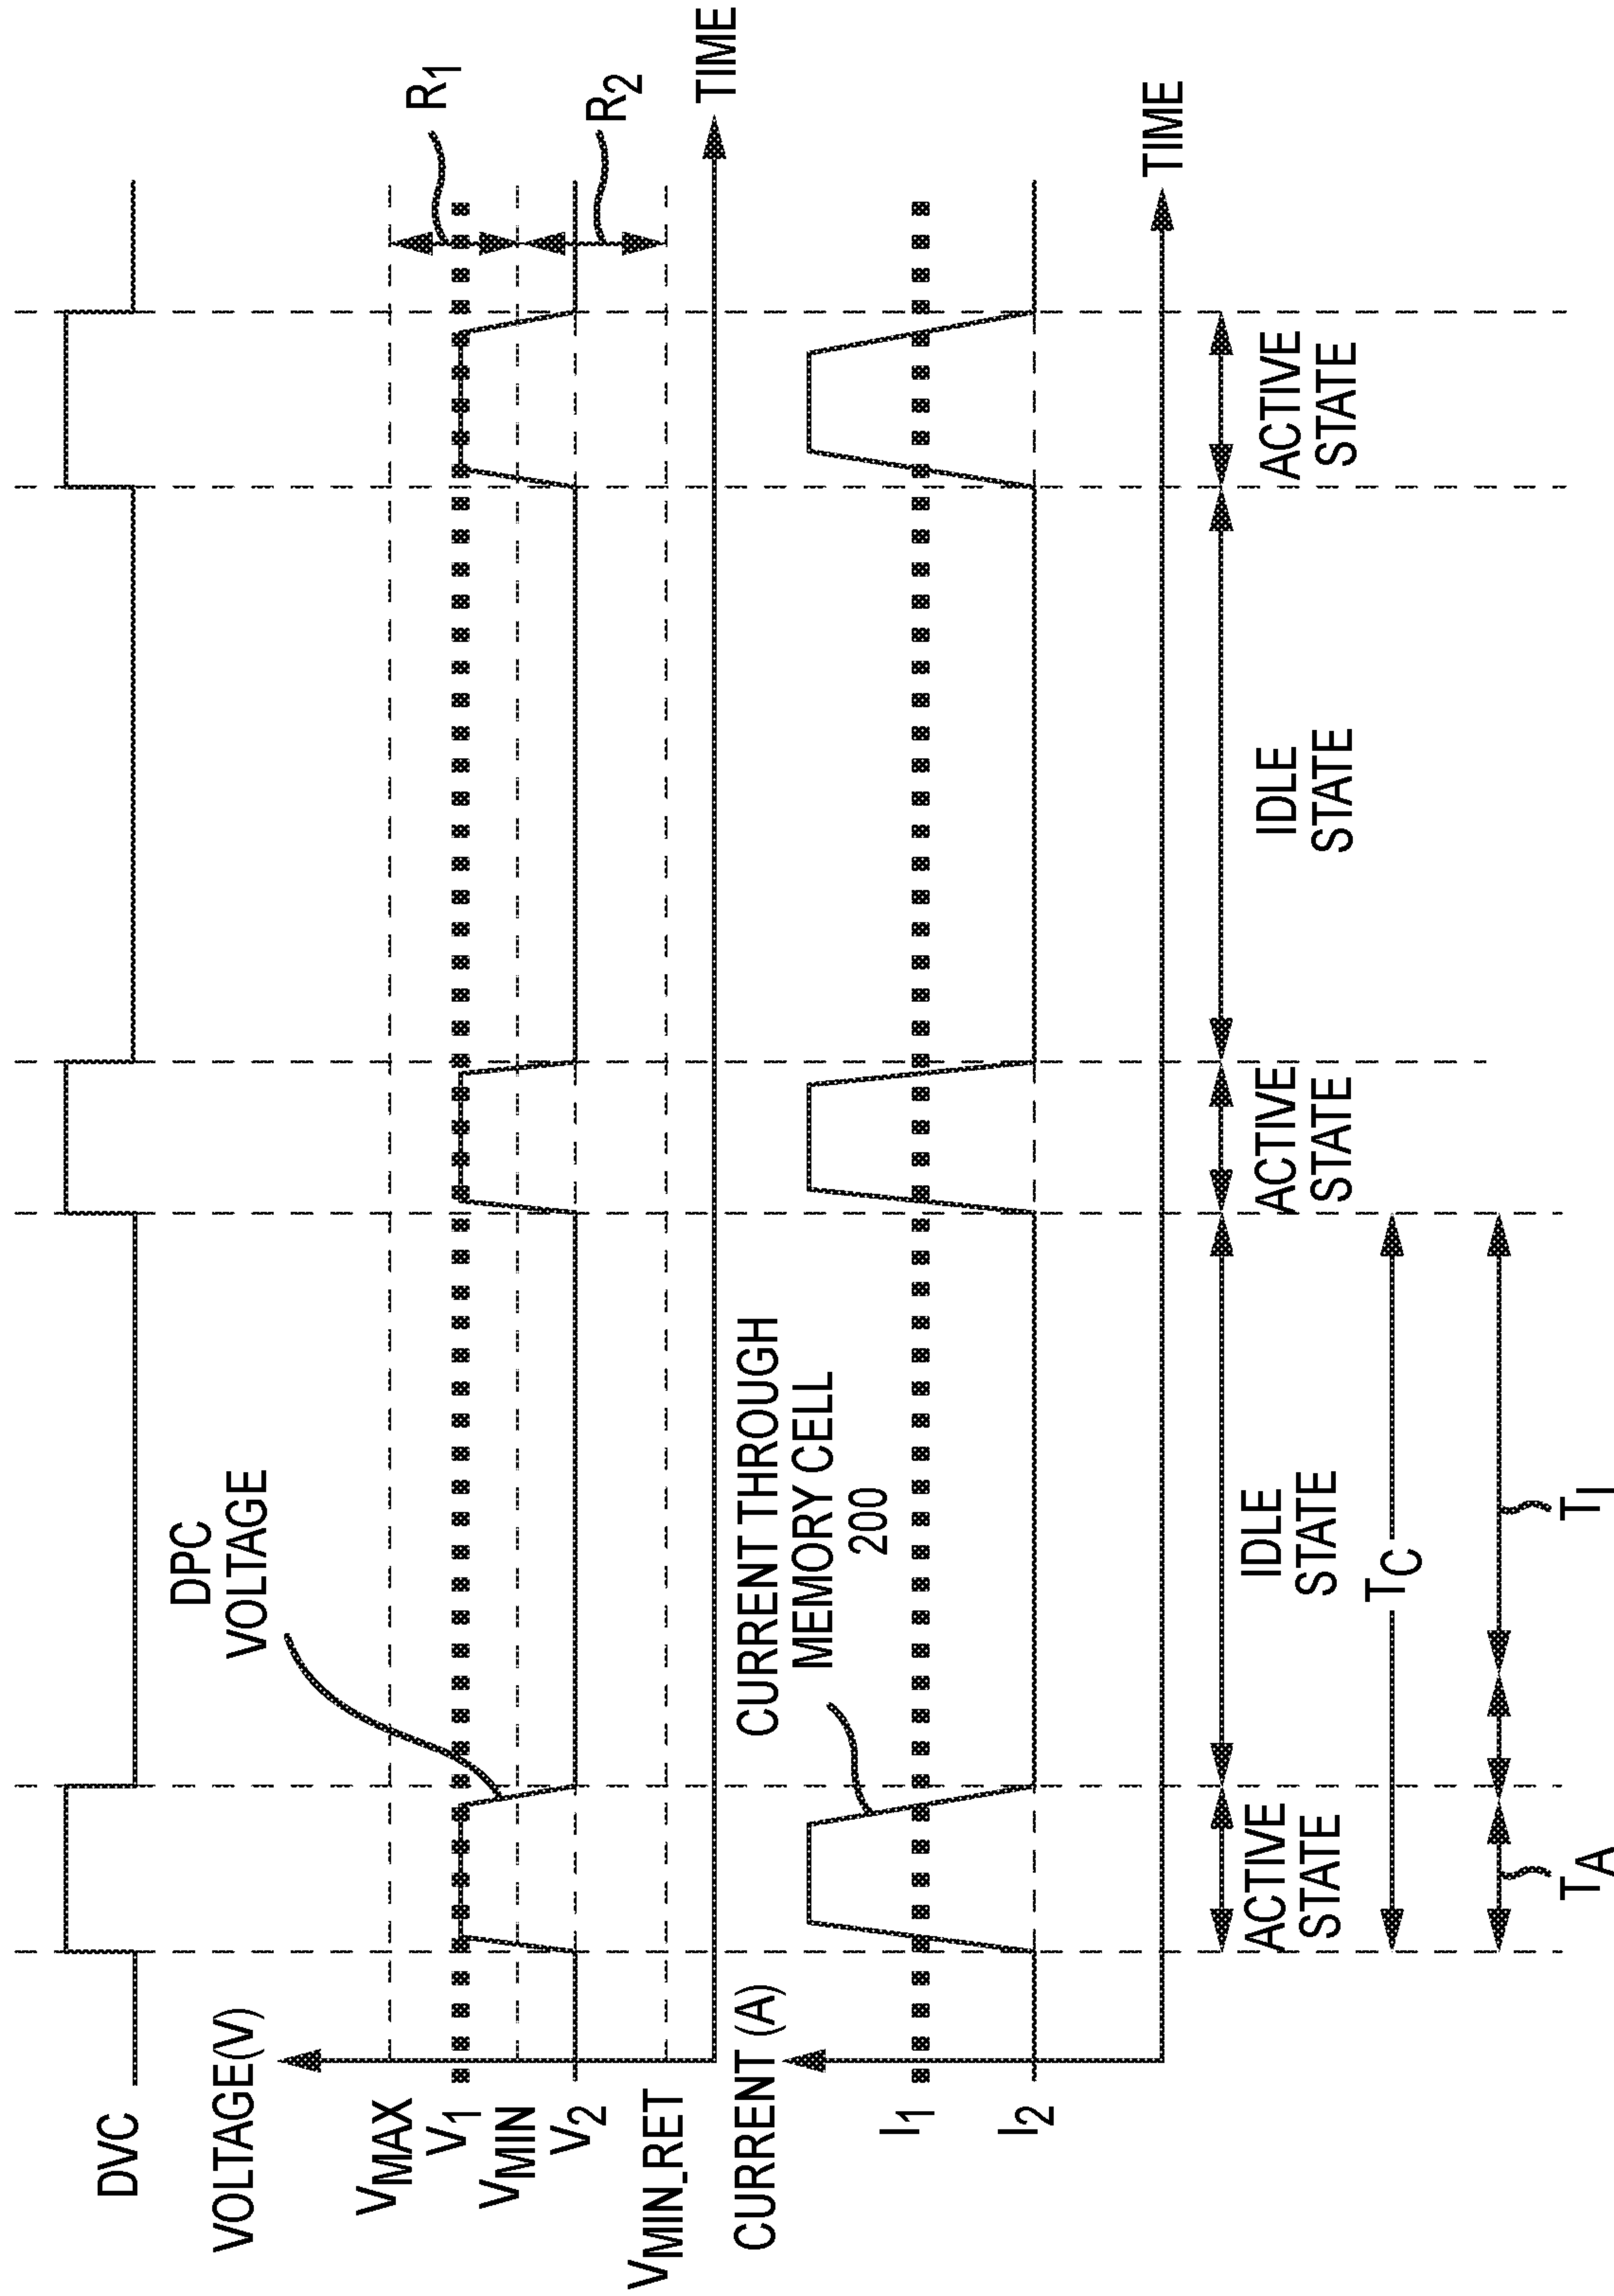 DVC
VOLTAGE(V)
VMAX
V1
VMIN
V2
VMIN_RET
DPC
VOLTAGE
R1
R2
TIME
CURRENT (A)
I1
I2
CURRENT THROUGH
MEMORY CELL
200
TIME
ACTIVE
STATE
IDLE
STATE
ACTIVE
STATE
IDLE
STATE
ACTIVE
STATE
TC
TA
TI